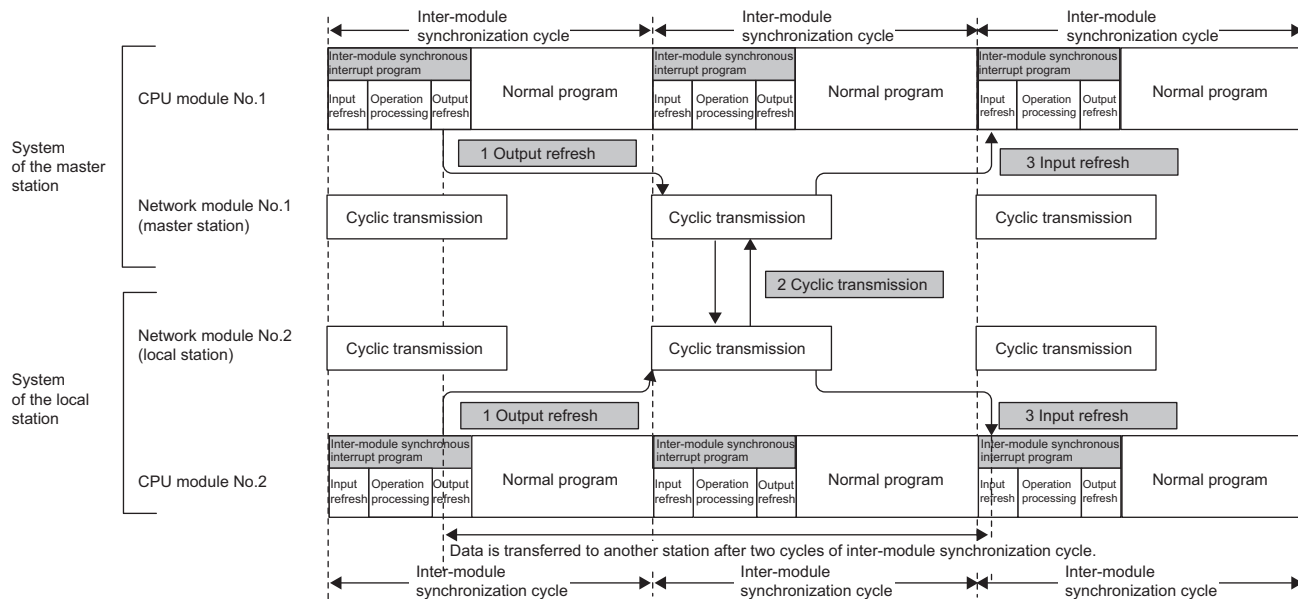 Inter-module
synchronization cycle
Inter-module
synchronization cycle
Inter-module
synchronization cycle
System
of the master
station
CPU module No.1
Inter-module synchronous
interrupt program
Input
refresh
Operation
processing
Output
refresh
Normal program
Inter-module synchronous
interrupt program
Input
refresh
Operation
processing
Output
refresh
Normal program
Inter-module synchronous
interrupt program
Input
refresh
Operation
processing
Output
refresh
Normal program
1 Output refresh
3 Input refresh
Network module No.1
(master station)
Cyclic transmission
Cyclic transmission
Cyclic transmission
2 Cyclic transmission
System
of the local
station
Network module No.2
(local station)
Cyclic transmission
Cyclic transmission
Cyclic transmission
1 Output refresh
3 Input refresh
CPU module No.2
Inter-module synchronous
interrupt program
Input
refresh
Operation
processing
Output
refresh
Normal program
Inter-module synchronous
interrupt program
Input
refresh
Operation
processing
Output
refresh
Normal program
Inter-module synchronous
interrupt program
Input
refresh
Operation
processing
Output
refresh
Normal program
Data is transferred to another station after two cycles of inter-module synchronization cycle.
Inter-module
synchronization cycle
Inter-module
synchronization cycle
Inter-module
synchronization cycle